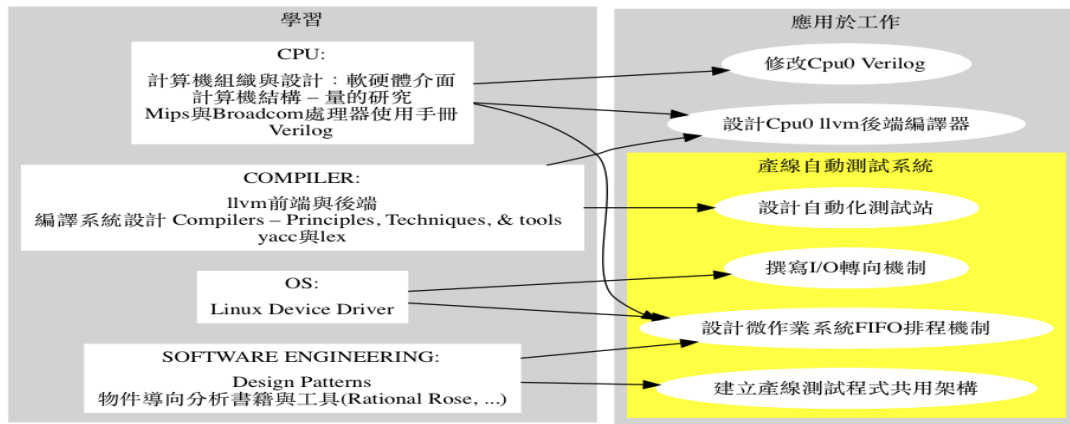 學習
CPU:
計算機組織與設計：軟硬體介面
計算機結構 – 量的研究
Mips與Broadcom處理器使用手冊
Verilog
COMPILER:
llvm前端與後端
編譯系統設計 Compilers – Principles, Techniques, & tools
yacc與lex
OS:
Linux Device Driver
SOFTWARE ENGINEERING:
Design Patterns
物件導向分析書籍與工具(Rational Rose, ...)
應用於工作
修改Cpu0 Verilog
設計Cpu0 llvm後端編譯器
產線自動測試系統
設計自動化測試站
撰寫I/O轉向機制
設計微作業系統FIFO排程機制
建立產線測試程式共用架構